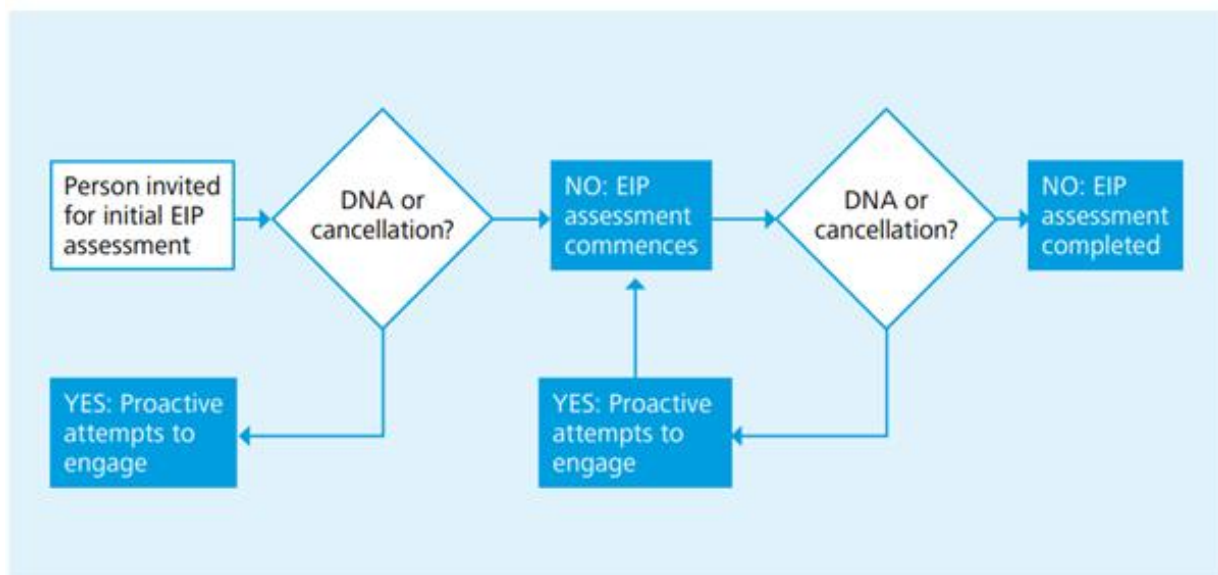 Person invited
for initial EIP
assessment
DNA or
cancellation?
NO: EIP
assessment
commences
DNA or
cancellation?
NO: EIP
assessment
completed
YES: Proactive
attempts to
engage
YES: Proactive
attempts to
engage